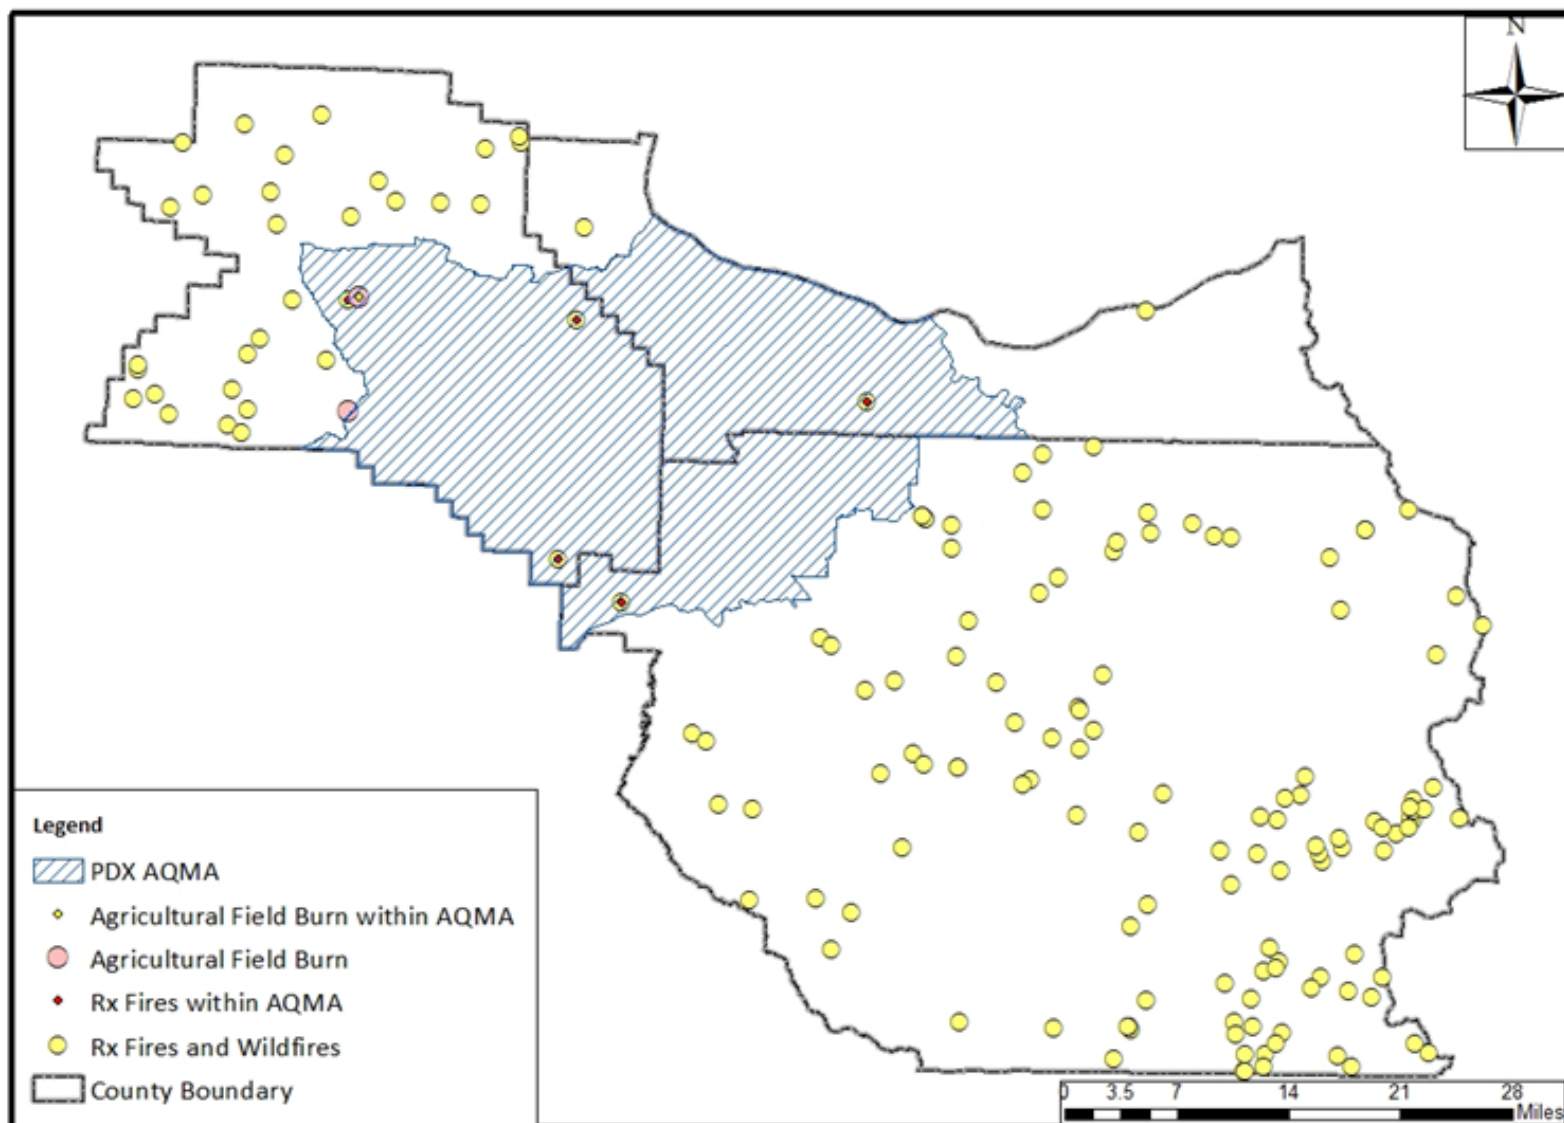 N
Legend
PDX AQMA
Agricultural Field Burn within AQMA
Agricultural Field Burn
Rx Fires within AQMA
Rx Fires and Wildfires
County Boundary
0 3.5 7 14 21 28
Miles